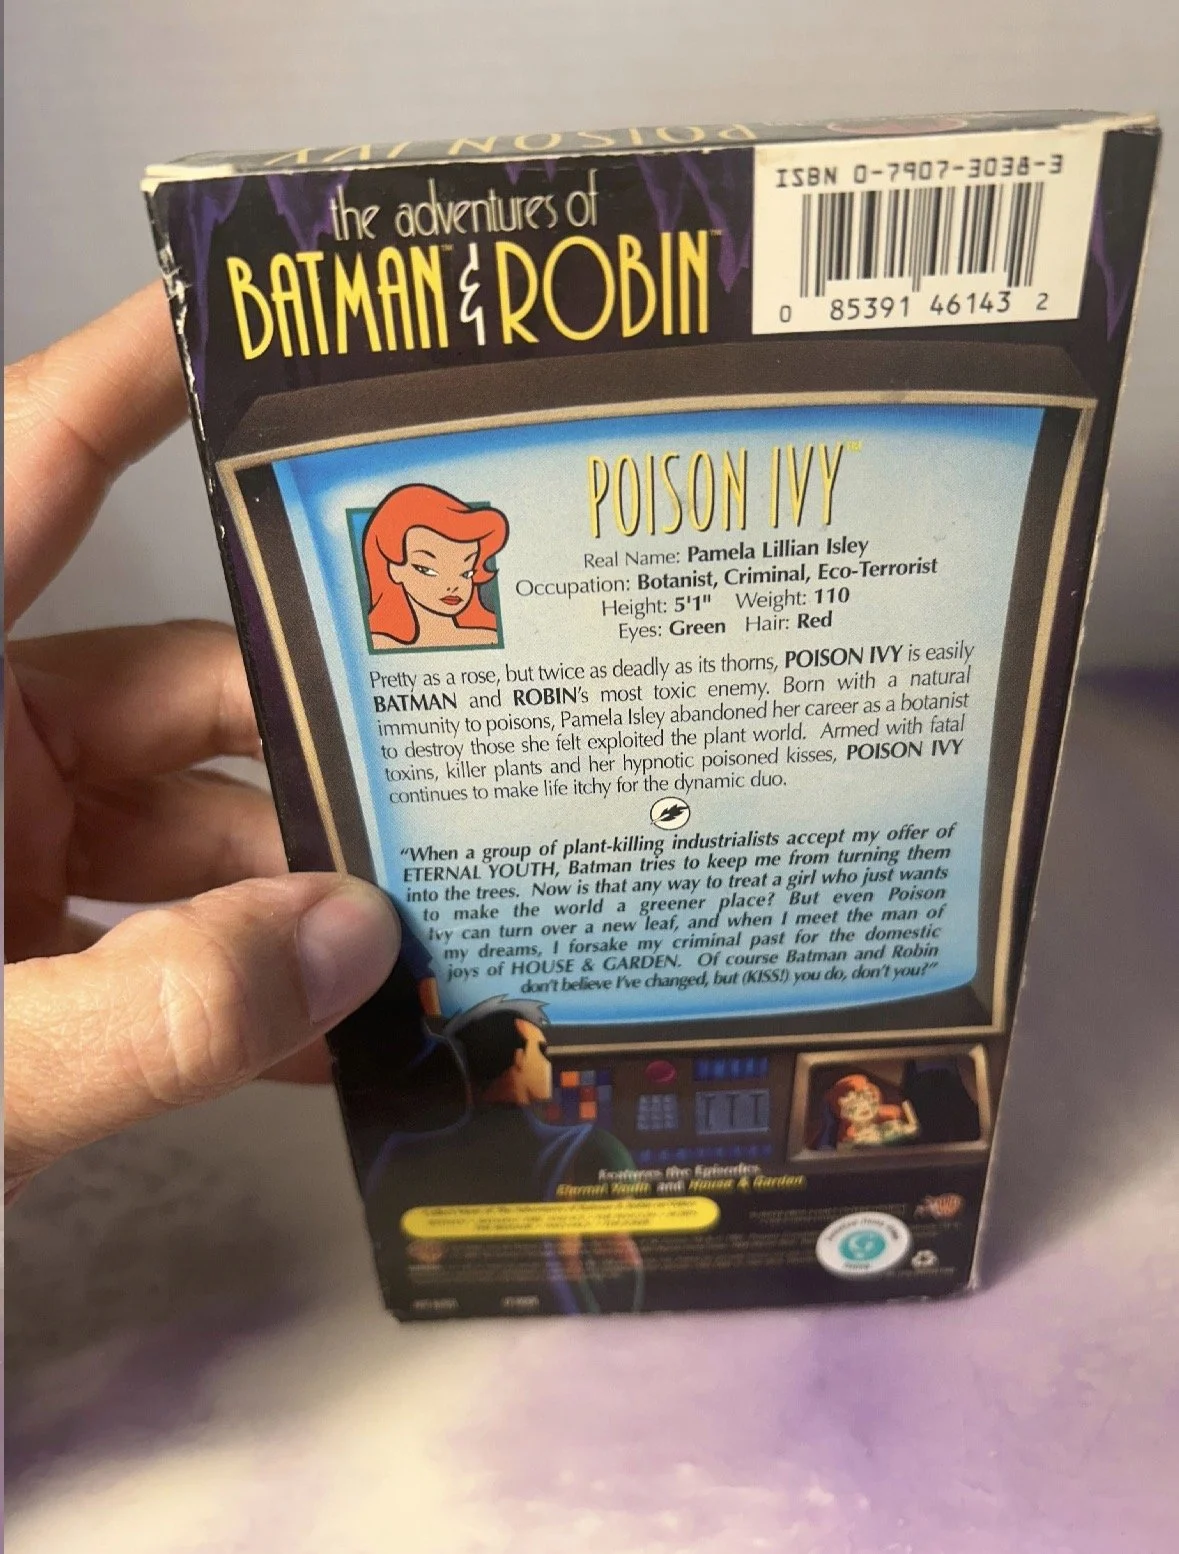 POISON IVY
the adventures of
BATMAN™ & ROBIN™
ISBN 0-7907-3038-3
0 85391 46143 2
POISON IVY™
Real Name: Pamela Lillian Isley
Occupation: Botanist, Criminal, Eco-Terrorist
Height: 5'1" Weight: 110
Eyes: Green Hair: Red
Pretty as a rose, but twice as deadly as its thorns, POISON IVY is easily
BATMAN and ROBIN's most toxic enemy. Born with a natural
immunity to poisons, Pamela Isley abandoned her career as a botanist
to destroy those she felt exploited the plant world. Armed with fatal
toxins, killer plants and her hypnotic poisoned kisses, POISON IVY
continues to make life itchy for the dynamic duo.
"When a group of plant-killing industrialists accept my offer of
ETERNAL YOUTH, Batman tries to keep me from turning them
into the trees. Now is that any way to treat a girl who just wants
to make the world a greener place? But even Poison
Ivy can turn over a new leaf, and when I meet the man of
my dreams, I forsake my criminal past for the domestic
joys of HOUSE & GARDEN. Of course Batman and Robin
don't believe I've changed, but (KISS!) you do, don't you?"
Features the Episodes
Eternal Youth and House & Garden